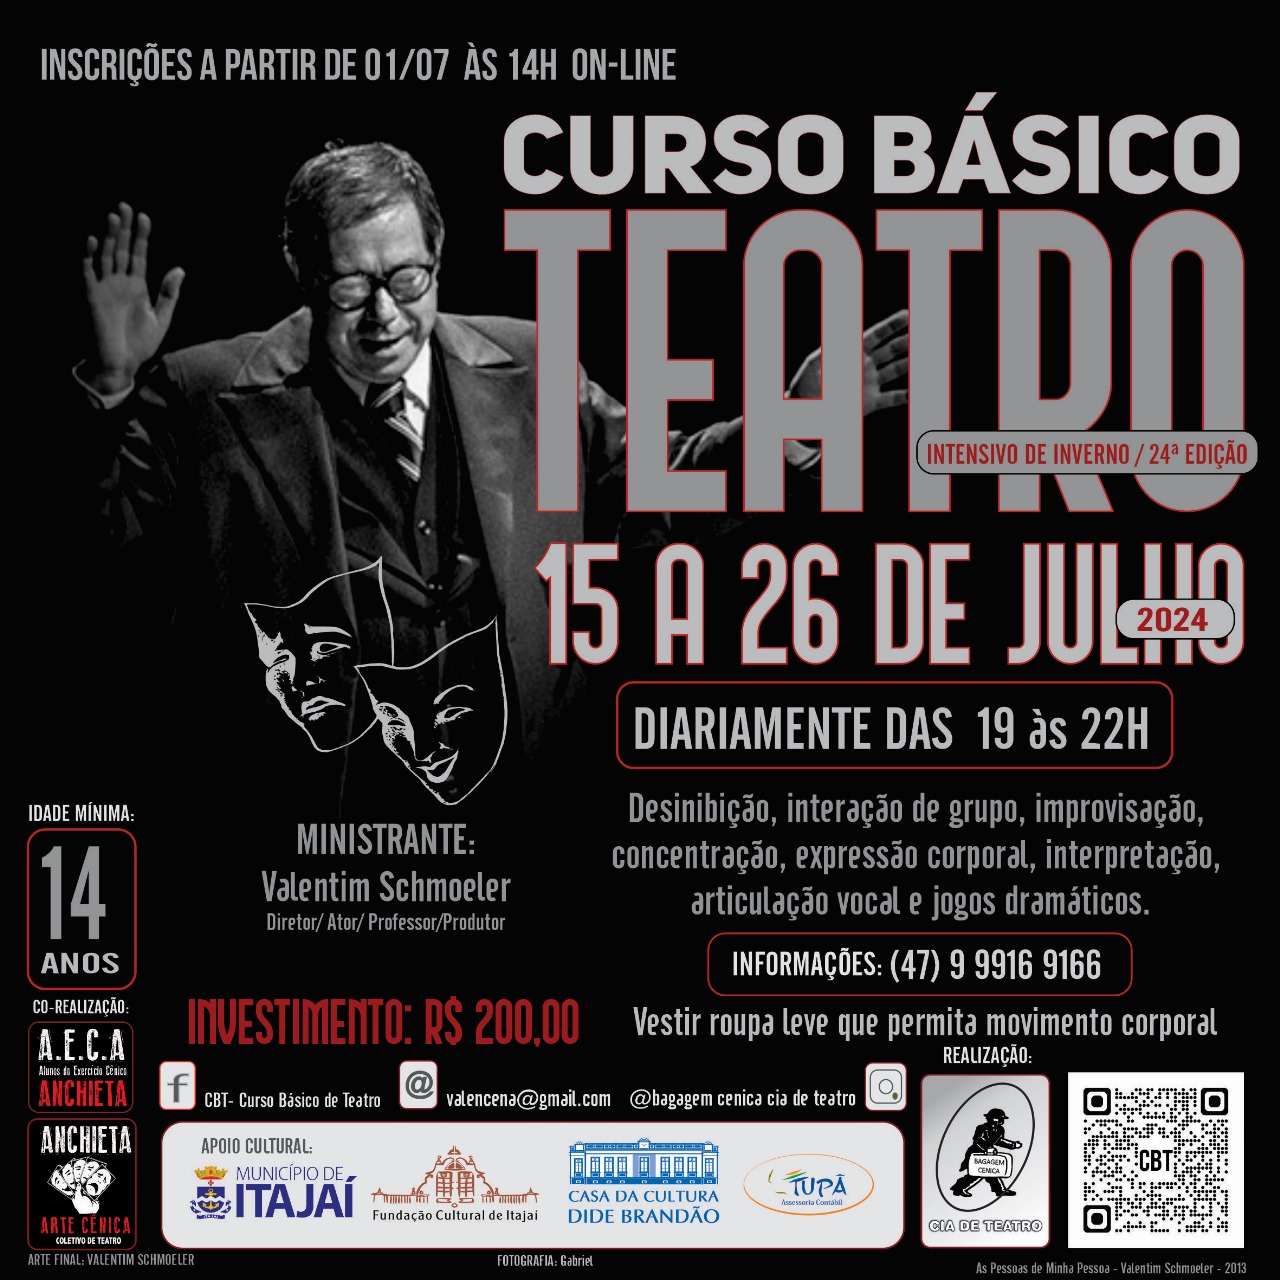 INSCRIÇÕES A PARTIR DE 01/07 ÀS 14H ON-LINE
CURSO BÁSICO
TEATRO
INTENSIVO DE INVERNO / 24ª EDIÇÃO
15 A 26 DE JULHO
2024
DIARIAMENTE DAS 19 às 22H
Desinibição, interação de grupo, improvisação,
concentração, expressão corporal, interpretação,
articulação vocal e jogos dramáticos.
INFORMAÇÕES: (47) 9 9916 9166
Vestir roupa leve que permita movimento corporal
IDADE MÍNIMA:
14
ANOS
MINISTRANTE:
Valentim Schmoeler
Diretor/ Ator/ Professor/Produtor
INVESTIMENTO: R$ 200,00
CO-REALIZAÇÃO:
A.E.C.A
Alunos do Exercício Cênico
ANCHIETA
ANCHIETA
ARTE CÊNICA
COLETIVO DE TEATRO
f CBT- Curso Básico de Teatro
@ valencena@gmail.com
@bagagem cenica cia de teatro
APOIO CULTURAL:
MUNICÍPIO DE
ITAJAÍ
Fundação Cultural de Itajaí
CASA DA CULTURA
DIDE BRANDÃO
TUPÃ
Assessoria Contábil
REALIZAÇÃO:
BAGAGEM
CENICA
CIA DE TEATRO
CBT
ARTE FINAL: VALENTIM SCHMOELER
FOTOGRAFIA: Gabriel
As Pessoas de Minha Pessoa - Valentim Schmoeler - 2013